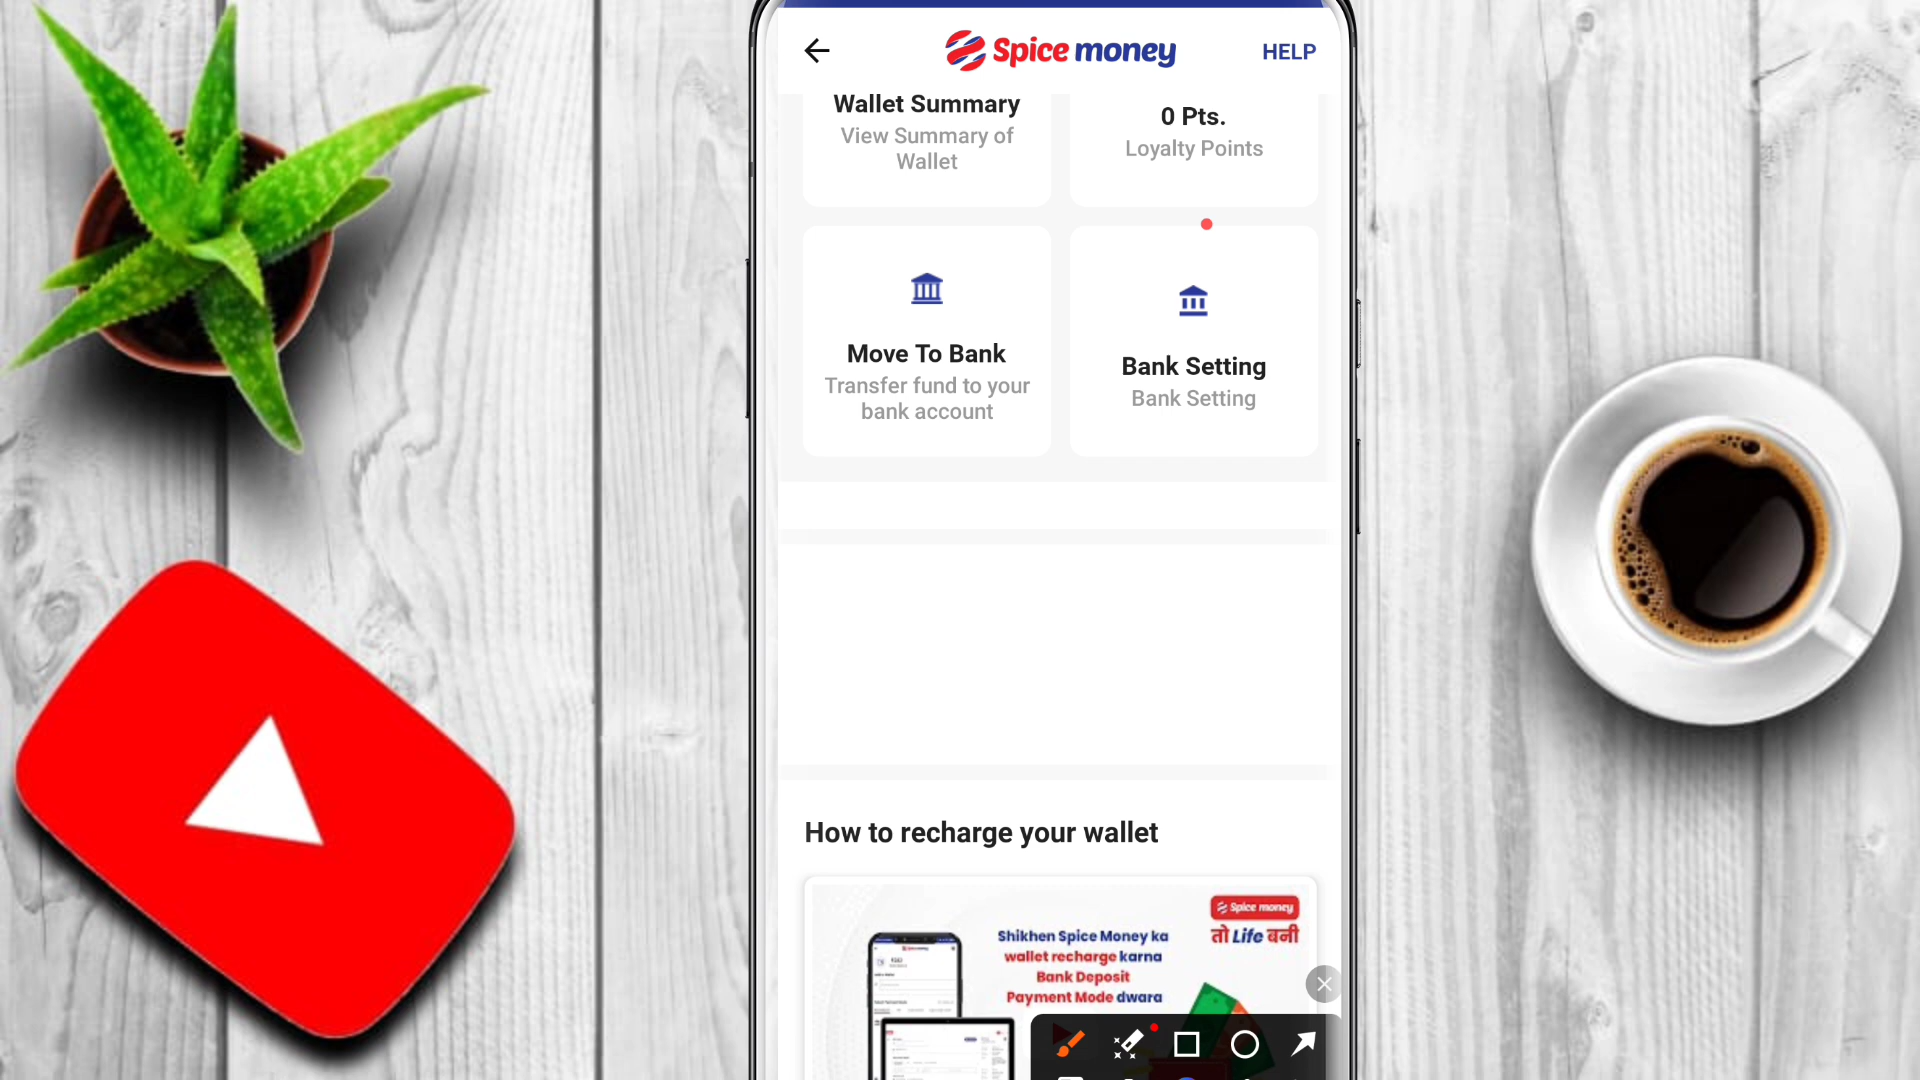 Spice money
HELP
Wallet Summary
View Summary of
Wallet
0 Pts.
Loyalty Points
Move To Bank
Transfer fund to your
bank account
Bank Setting
Bank Setting
How to recharge your wallet
Spice money
तो Life बनी
Shikhen Spice Money ka
wallet recharge karna
Bank Deposit
Payment Mode dwara